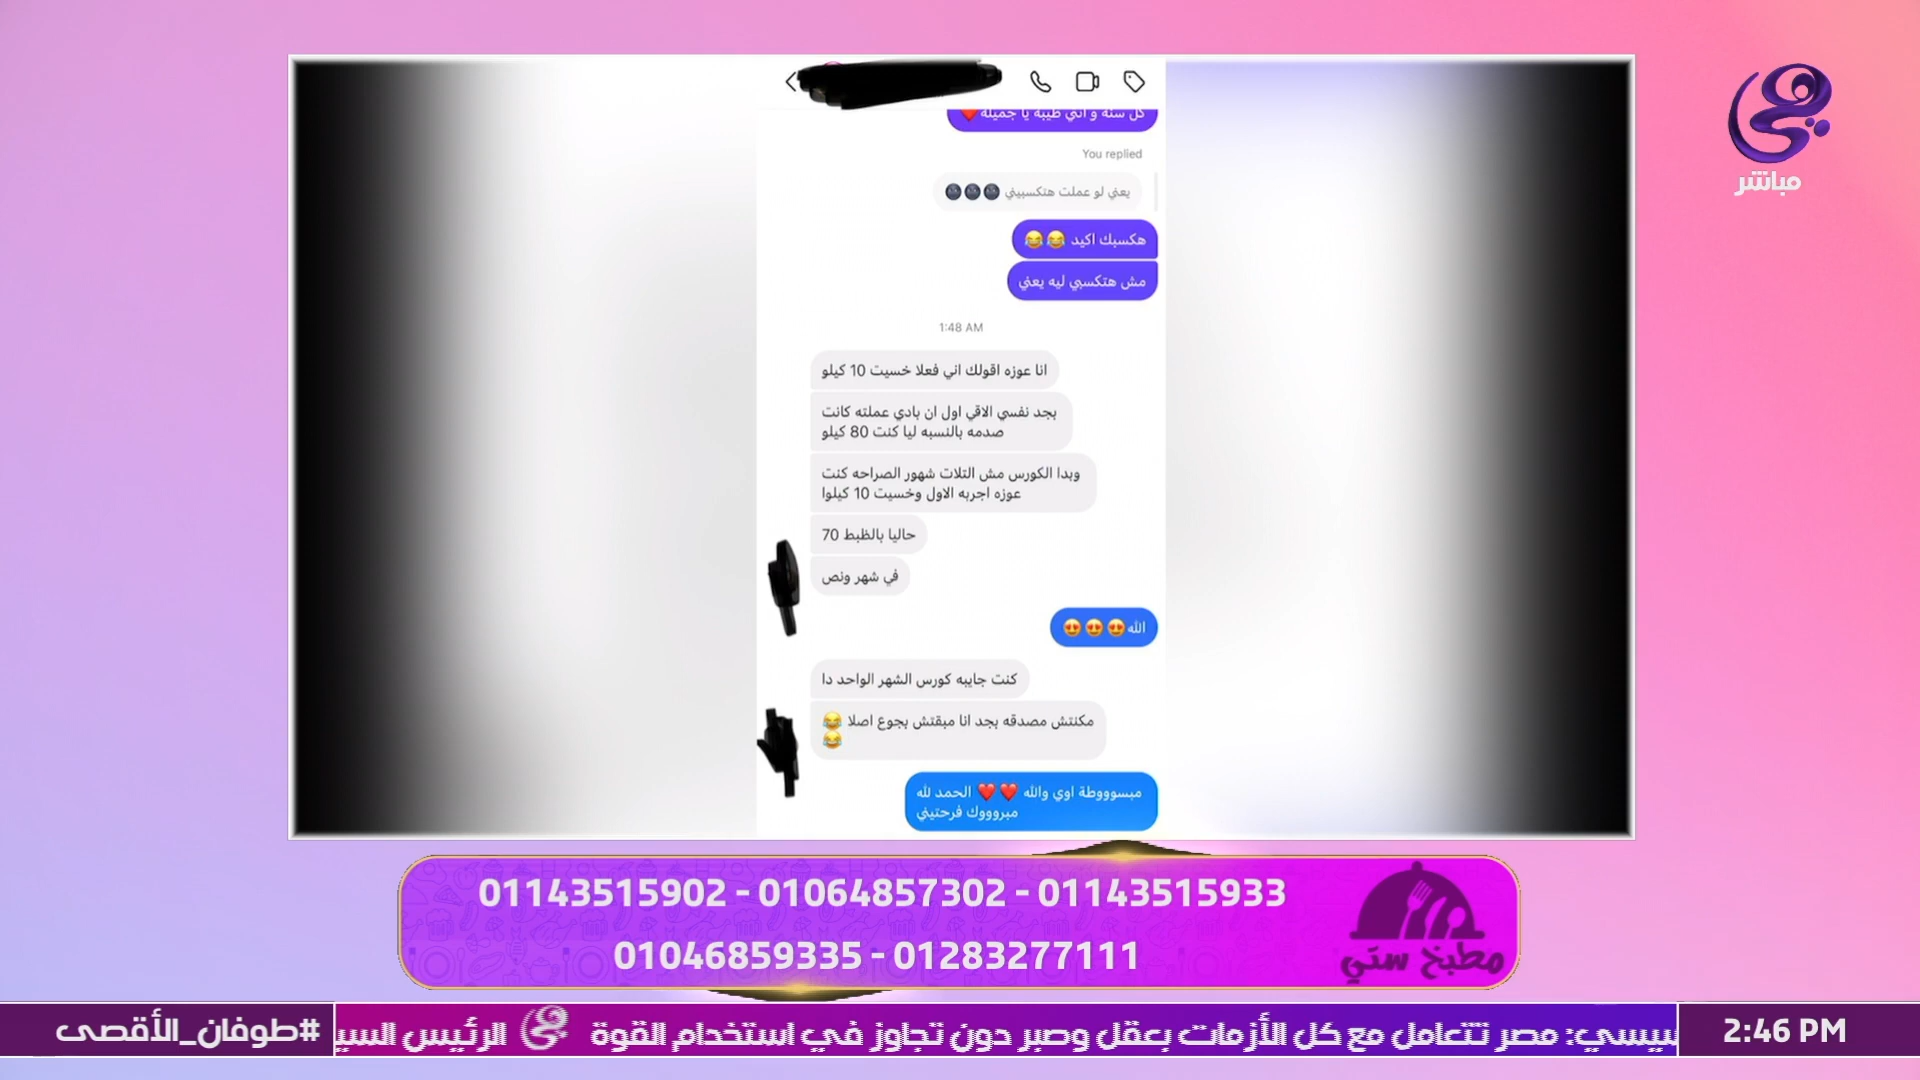 مباشر
كل سنة و انتي طيبة يا جميلة❤️
You replied
يعني لو عملت هتكسبيني 🌚🌚🌚
هكسبك اكيد 😂😂
مش هتكسبي ليه يعني
1:48 AM
انا عوزه اقولك اني فعلا خسيت 10 كيلو
بجد نفسي الاقي اول ان بادي عملته كانت
صدمه بالنسبه ليا كنت 80 كيلو
وبدا الكورس مش التلات شهور الصراحه كنت
عوزه اجربه الاول وخسيت 10 كيلوا
حاليا بالظبط 70
في شهر ونص
الله😍😍😍
كنت جايبه كورس الشهر الواحد دا
مكنتش مصدقه بجد انا مبقتش بجوع اصلا 😂
😂
مبسوووطة اوي والله ❤️❤️ الحمد لله
مبروووك فرحتيني
01143515902 - 01064857302 - 01143515933
01046859335 - 01283277111
مطبخ ستي
2:46 PM
سيسي: مصر تتعامل مع كل الأزمات بعقل وصبر دون تجاوز في استخدام القوة
الرئيس السي
#طوفان_الأقصى